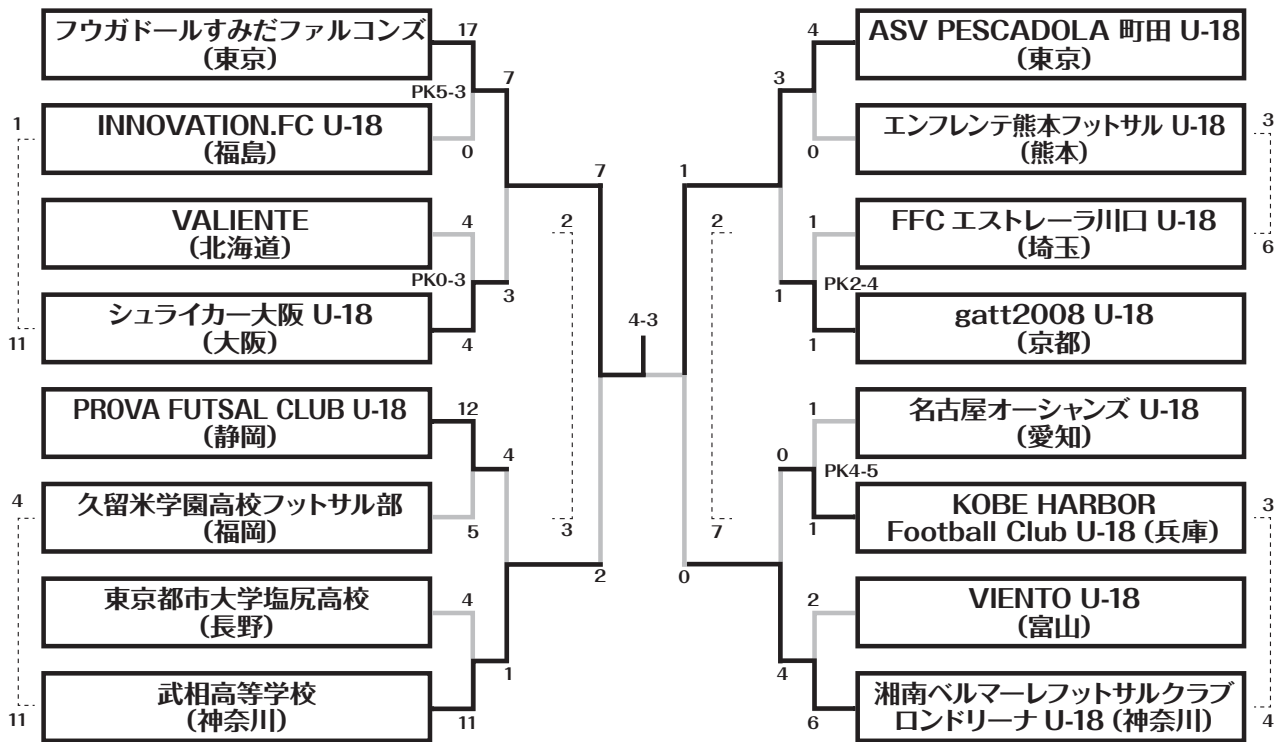 フウガドールすみだファルコンズ
(東京)
17
PK5-3
7
INNOVATION.FC U-18
(福島)
0
1
VALIENTE
(北海道)
4
PK0-3
3
シュライカー大阪 U-18
(大阪)
4
11
7
2
PROVA FUTSAL CLUB U-18
(静岡)
12
4
久留米学園高校フットサル部
(福岡)
5
4
3
2
東京都市大学塩尻高校
(長野)
4
1
武相高等学校
(神奈川)
11
11
4-3
4
ASV PESCADOLA 町田 U-18
(東京)
3
エンフレンテ熊本フットサル U-18
(熊本)
0
3
1
2
1
FFC エストレーラ川口 U-18
(埼玉)
6
1
PK2-4
gatt2008 U-18
(京都)
1
1
名古屋オーシャンズ U-18
(愛知)
0
PK4-5
KOBE HARBOR
Football Club U-18 (兵庫)
1
3
7
0
2
VIENTO U-18
(富山)
4
湘南ベルマーレフットサルクラブ
ロンドリーナ U-18 (神奈川)
6
4